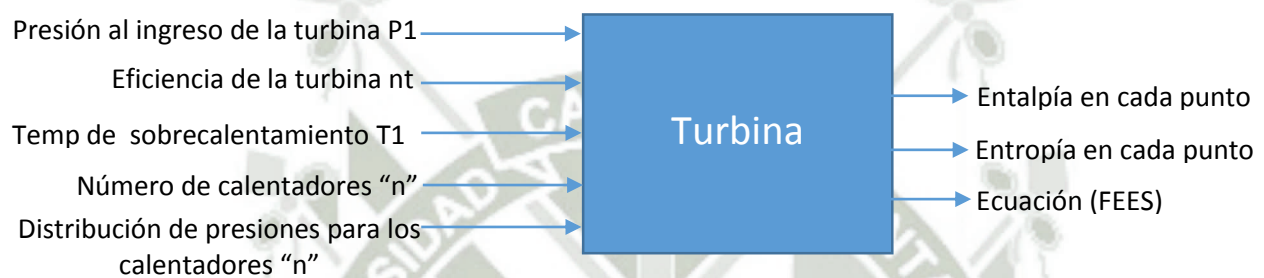 Presión al ingreso de la turbina P1
Eficiencia de la turbina nt
Temp de sobrecalentamiento T1
Número de calentadores “n”
Distribución de presiones para los
calentadores “n”
Turbina
Entalpía en cada punto
Entropía en cada punto
Ecuación (FEES)